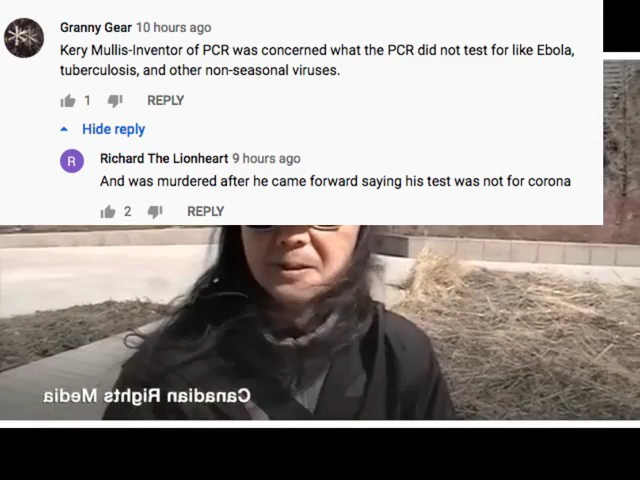 Granny Gear 10 hours ago
Kery Mullis-Inventor of PCR was concerned what the PCR did not test for like Ebola,
tuberculosis, and other non-seasonal viruses.
1 REPLY
Hide reply
R
Richard The Lionheart 9 hours ago
And was murdered after he came forward saying his test was not for corona
2 REPLY
Canadian Rights Media